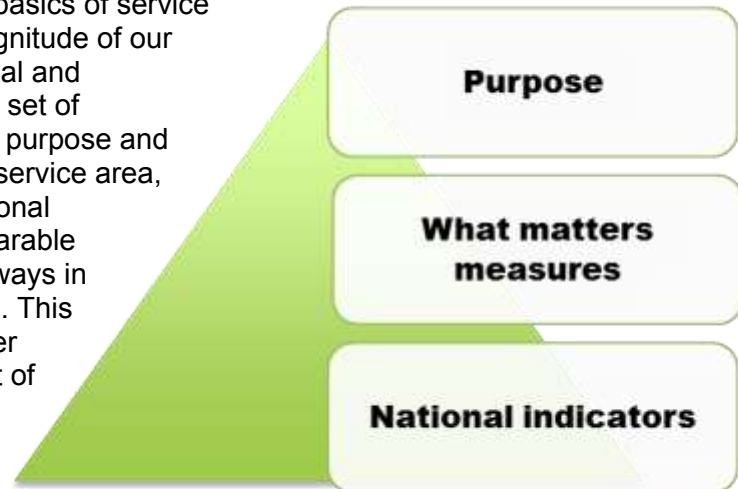 basics of service
gnitude of our
al and
set of
purpose and
service area,
onal
arable
ways in
. This
er
t of
Purpose
What matters
measures
National indicators